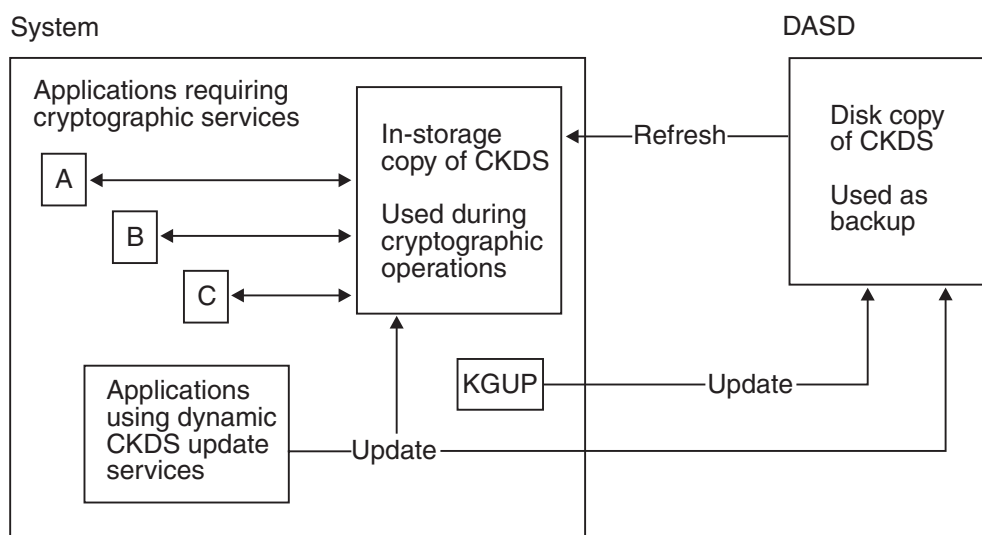 System
DASD
Applications requiring
cryptographic services
A
B
C
In-storage
copy of CKDS
Used during
cryptographic
operations
Refresh
Disk copy
of CKDS
Used as
backup
Applications
using dynamic
CKDS update
services
Update
KGUP
Update